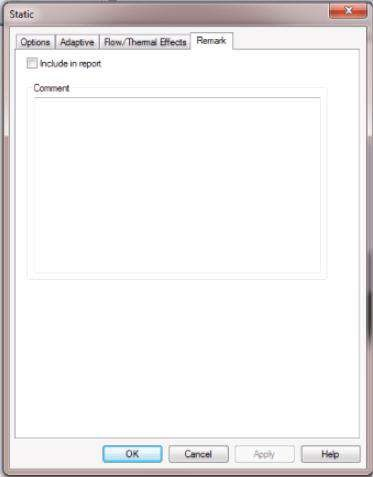 Static
Options Adaptive Flow/Thermal Effects Remark
Include in report
Comment
OK Cancel Apply Help